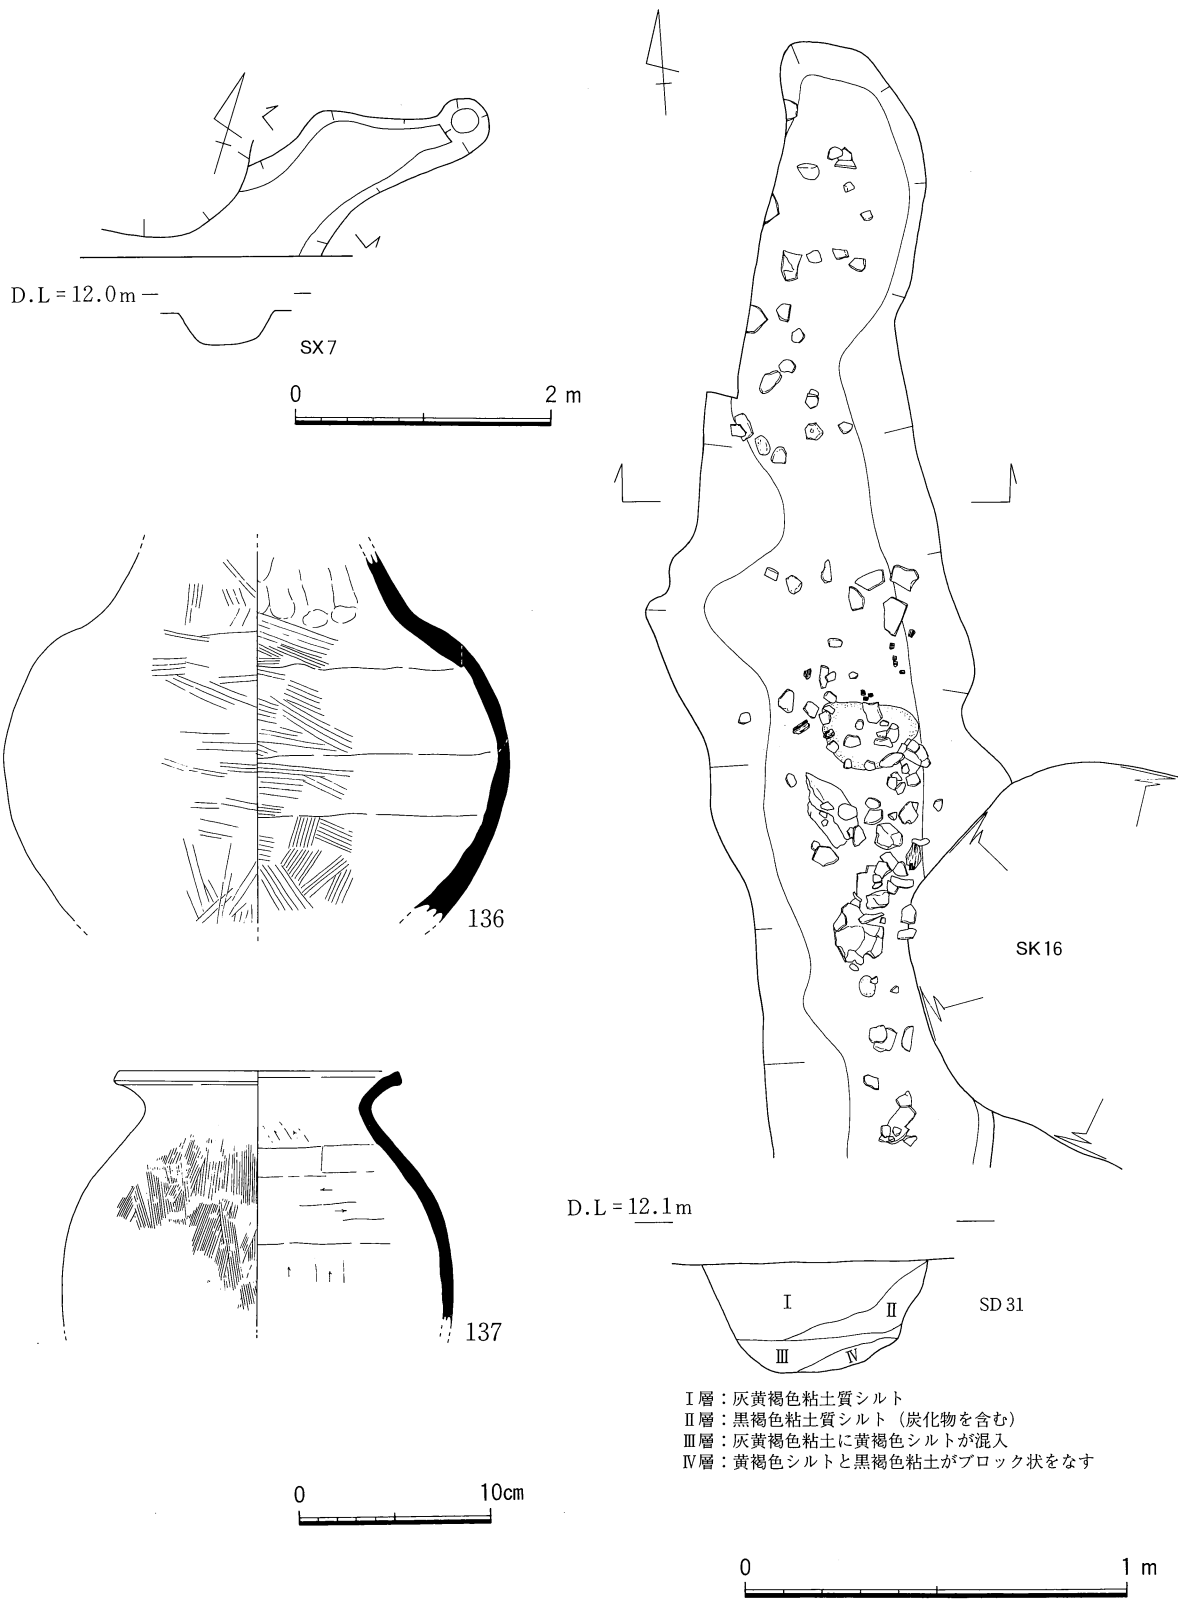 D.L=12.0m
SX7
0 2 m
136
137
0 10cm
SK16
D.L=12.1m
Ⅰ
Ⅱ
SD31
Ⅲ
Ⅳ
Ⅰ層：灰黄褐色粘土質シルト
Ⅱ層：黒褐色粘土質シルト（炭化物を含む）
Ⅲ層：灰黄褐色粘土に黄褐色シルトが混入
Ⅳ層：黄褐色シルトと黒褐色粘土がブロック状をなす
0 1 m